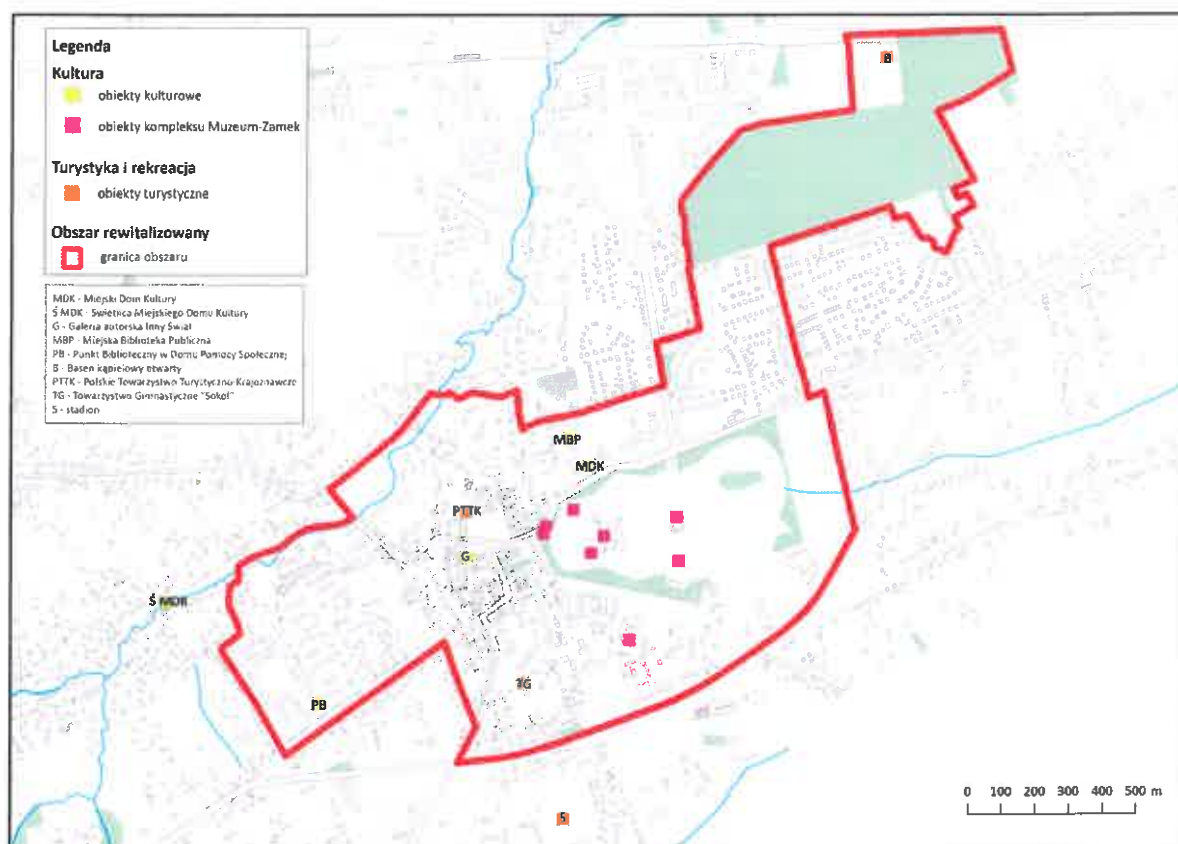 Legenda
Kultura
obiekty kulturowe
obiekty kompleksu Muzeum-Zamek
Turystyka i rekreacja
obiekty turystyczne
Obszar rewitalizowany
granica obszaru
MDK - Miejski Dom Kultury
Ś MDK - Świetlica Miejskiego Domu Kultury
G - Galeria autorska Inny Świat
MBP - Miejska Biblioteka Publiczna
PB - Punkt Biblioteczny w Domu Pomocy Społecznej
B - Basen kąpielowy otwarty
PTTK - Polskie Towarzystwo Turystyczno-Krajoznawcze
TG - Towarzystwo Gimnastyczne "Sokół"
S - stadion
B
MBP
MDK
PTTK
G
Ś MDK
TG
PB
S
0 100 200 300 400 500 m